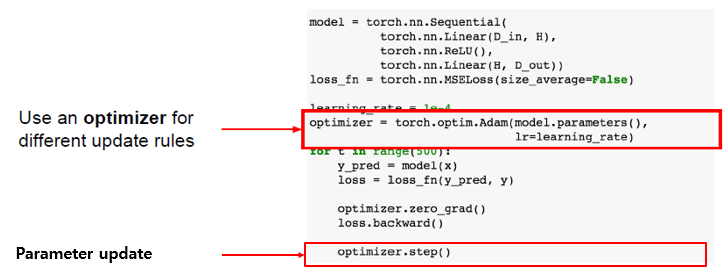 model = torch.nn.Sequential(
torch.nn.Linear(D_in, H),
torch.nn.ReLU(),
torch.nn.Linear(H, D_out))
loss_fn = torch.nn.MSELoss(size_average=False)
learning_rate = 1e-4
Use an optimizer for
different update rules
optimizer = torch.optim.Adam(model.parameters(),
lr=learning_rate)
for t in range(500):
y_pred = model(x)
loss = loss_fn(y_pred, y)
optimizer.zero_grad()
loss.backward()
Parameter update
optimizer.step()